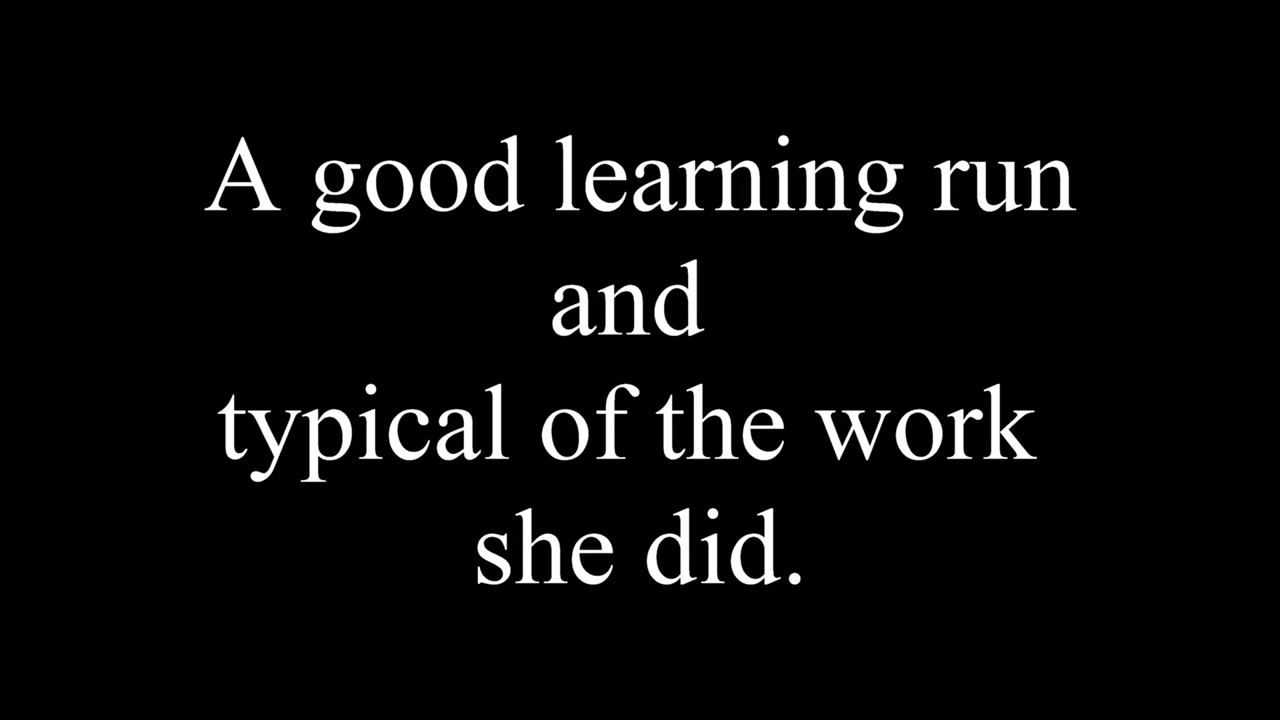 A good learning run
and
typical of the work
she did.